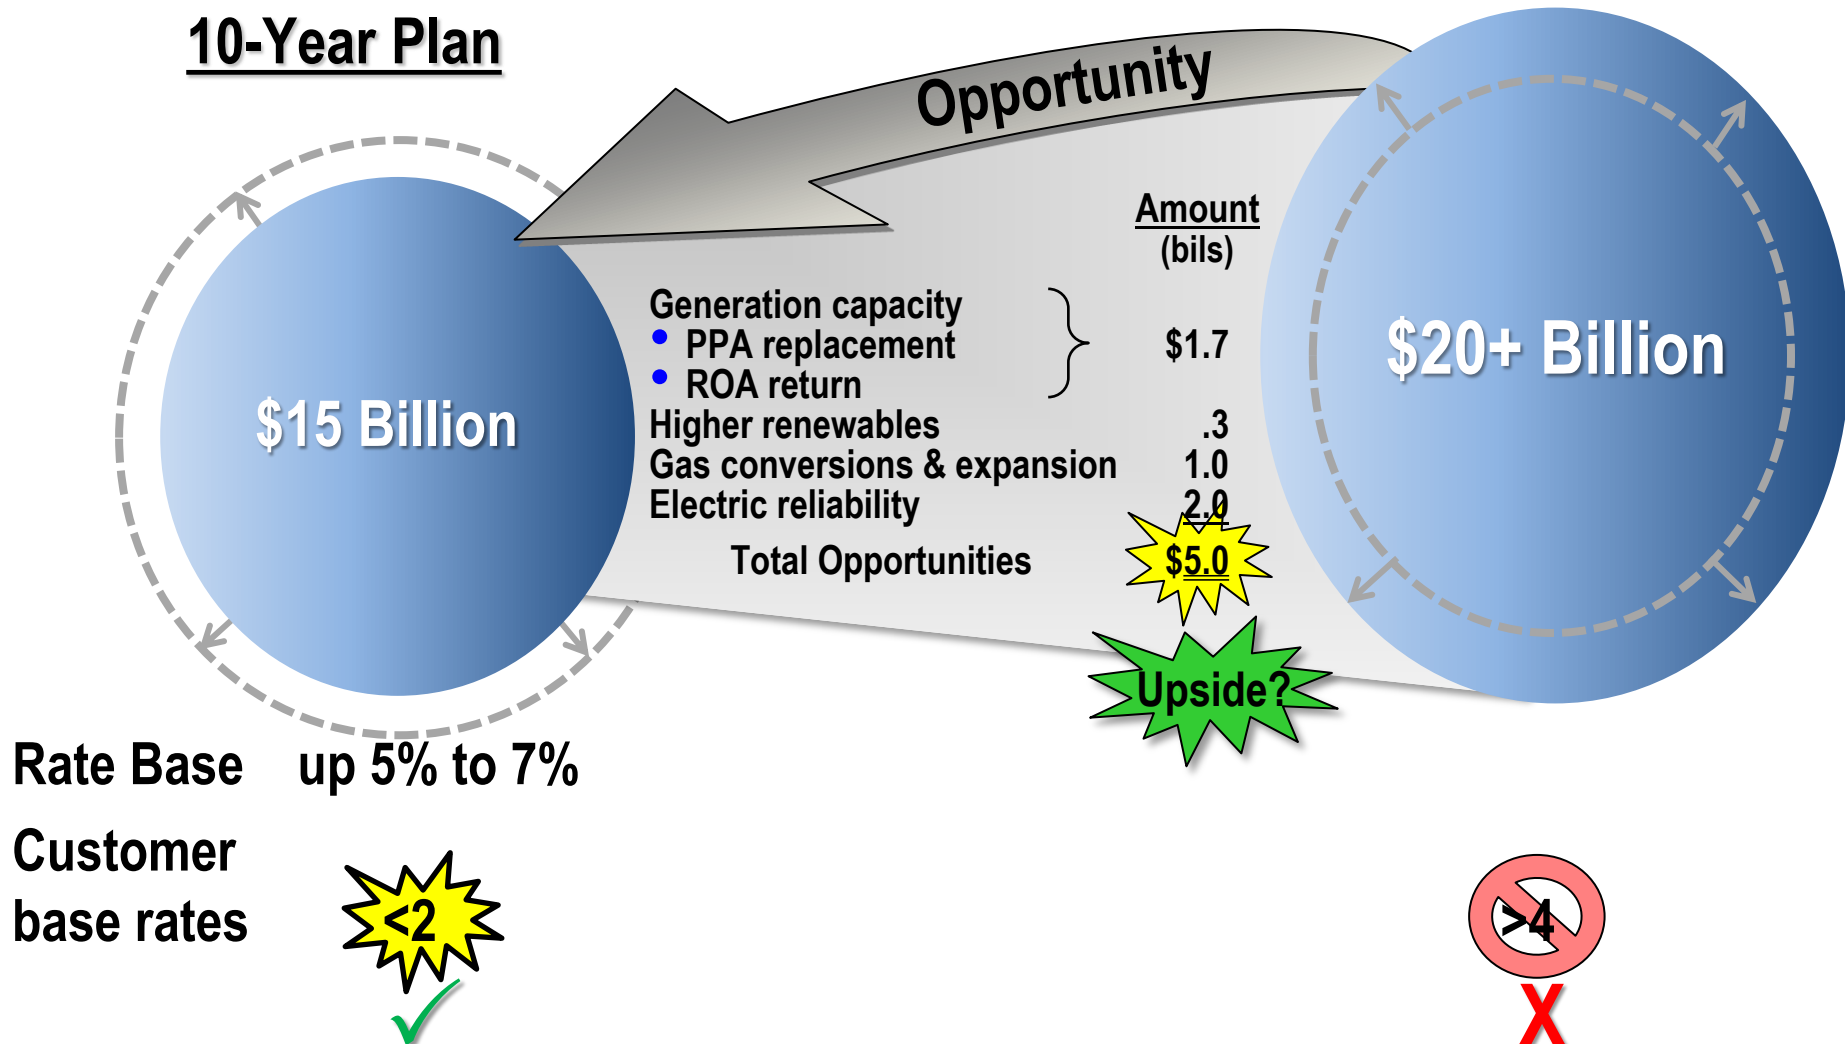 10-Year Plan
Opportunity
Amount
(bils)
Generation capacity
• PPA replacement $1.7
• ROA return
Higher renewables .3
Gas conversions & expansion 1.0
Electric reliability 2.0
Total Opportunities $5.0
$15 Billion
$20+ Billion
Upside?
Rate Base up 5% to 7%
Customer
base rates <2 >4
✓ X